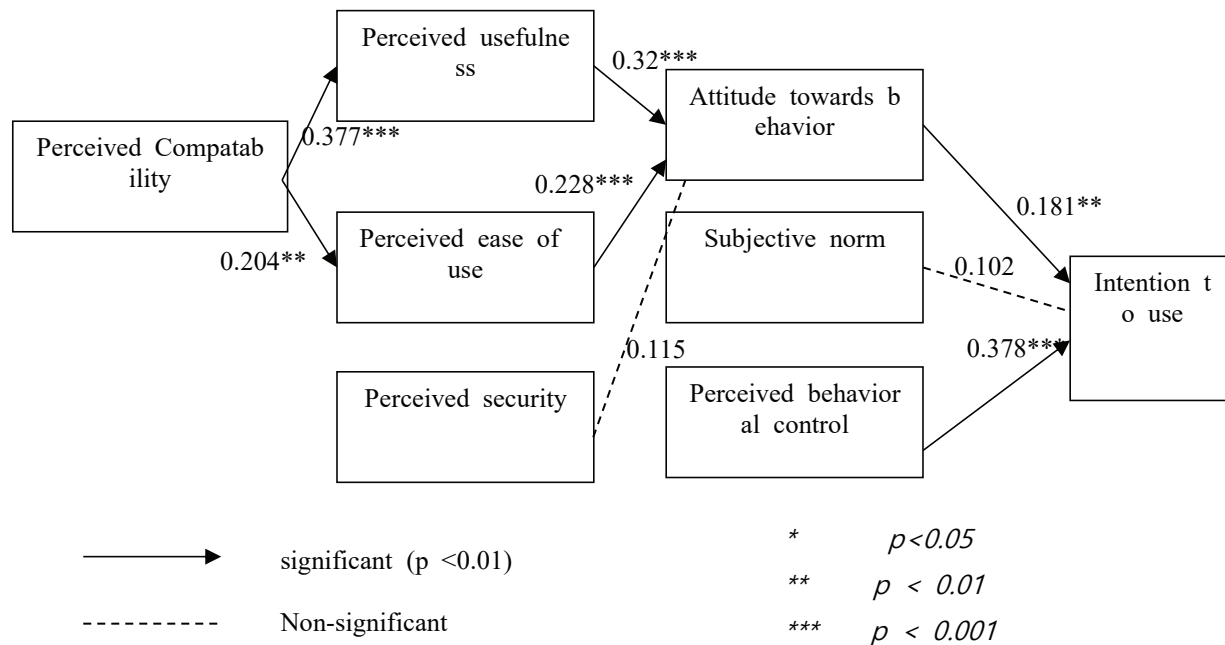 Perceived usefulne
ss
0.32***
Attitude towards b
ehavior
0.377***
Perceived Compatab
ility
0.228***
0.181**
0.204**
Perceived ease of
use
Subjective norm
0.102
Intention t
o use
0.115
0.378***
Perceived security
Perceived behavior
al control
significant (p <0.01)
Non-significant
* p<0.05
** p < 0.01
*** p < 0.001